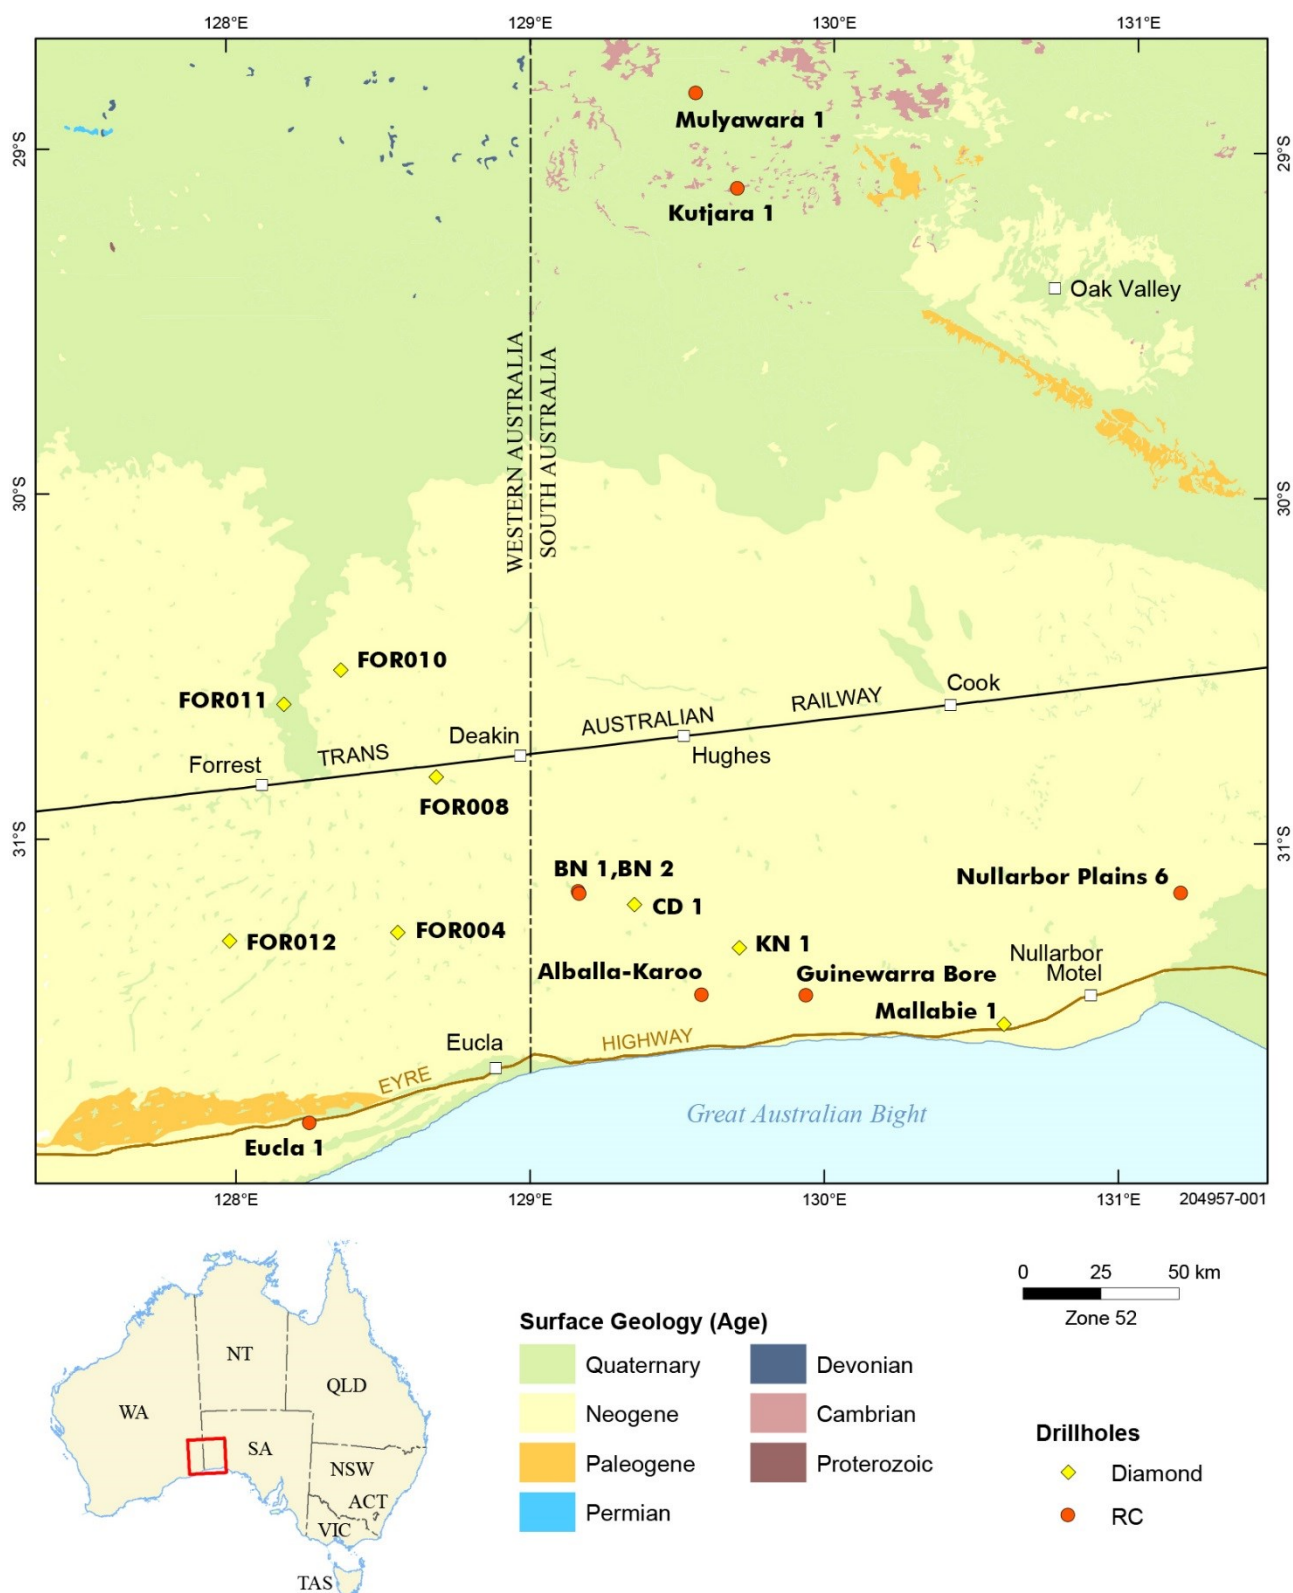 128°E
129°E
130°E
131°E
Mulyawara 1
29°S
29°S
Kutjara 1
Oak Valley
WESTERN AUSTRALIA
SOUTH AUSTRALIA
30°S
30°S
FOR010
FOR011
Cook
RAILWAY
Deakin
AUSTRALIAN
TRANS
Hughes
Forrest
FOR008
31°S
31°S
BN 1,BN 2
Nullarbor Plains 6
CD 1
FOR004
FOR012
KN 1
Nullarbor
Motel
Alballa-Karoo
Guinewarra Bore
Mallabie 1
Eucla
HIGHWAY
EYRE
Great Australian Bight
Eucla 1
128°E
129°E
130°E
131°E
204957-001
NT
QLD
WA
SA
NSW
ACT
VIC
TAS
0 25 50 km
Zone 52
Surface Geology (Age)
Quaternary
Neogene
Paleogene
Permian
Devonian
Cambrian
Proterozoic
Drillholes
Diamond
RC